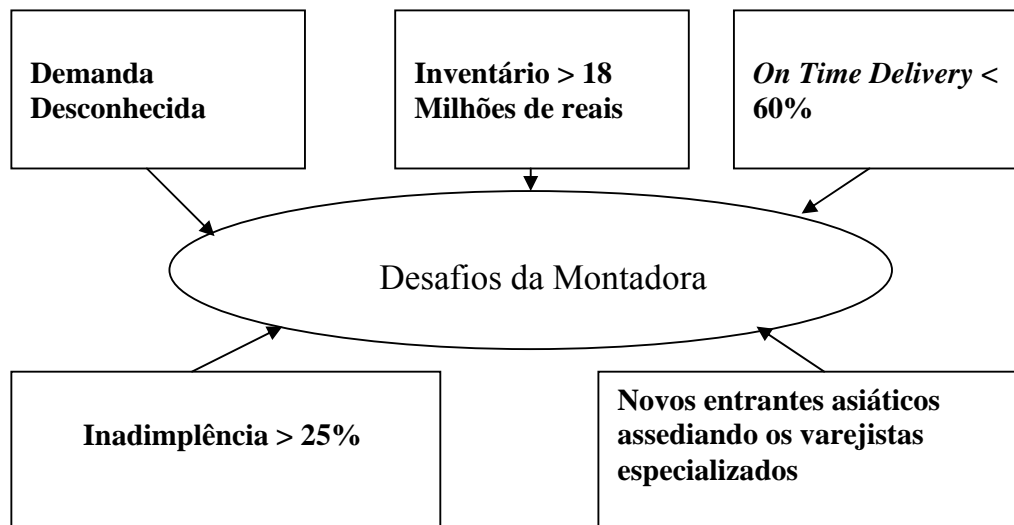 Demanda
Desconhecida
Inventário > 18
Milhões de reais
On Time Delivery <
60%
Desafios da Montadora
Inadimplência > 25%
Novos entrantes asiáticos
assediando os varejistas
especializados